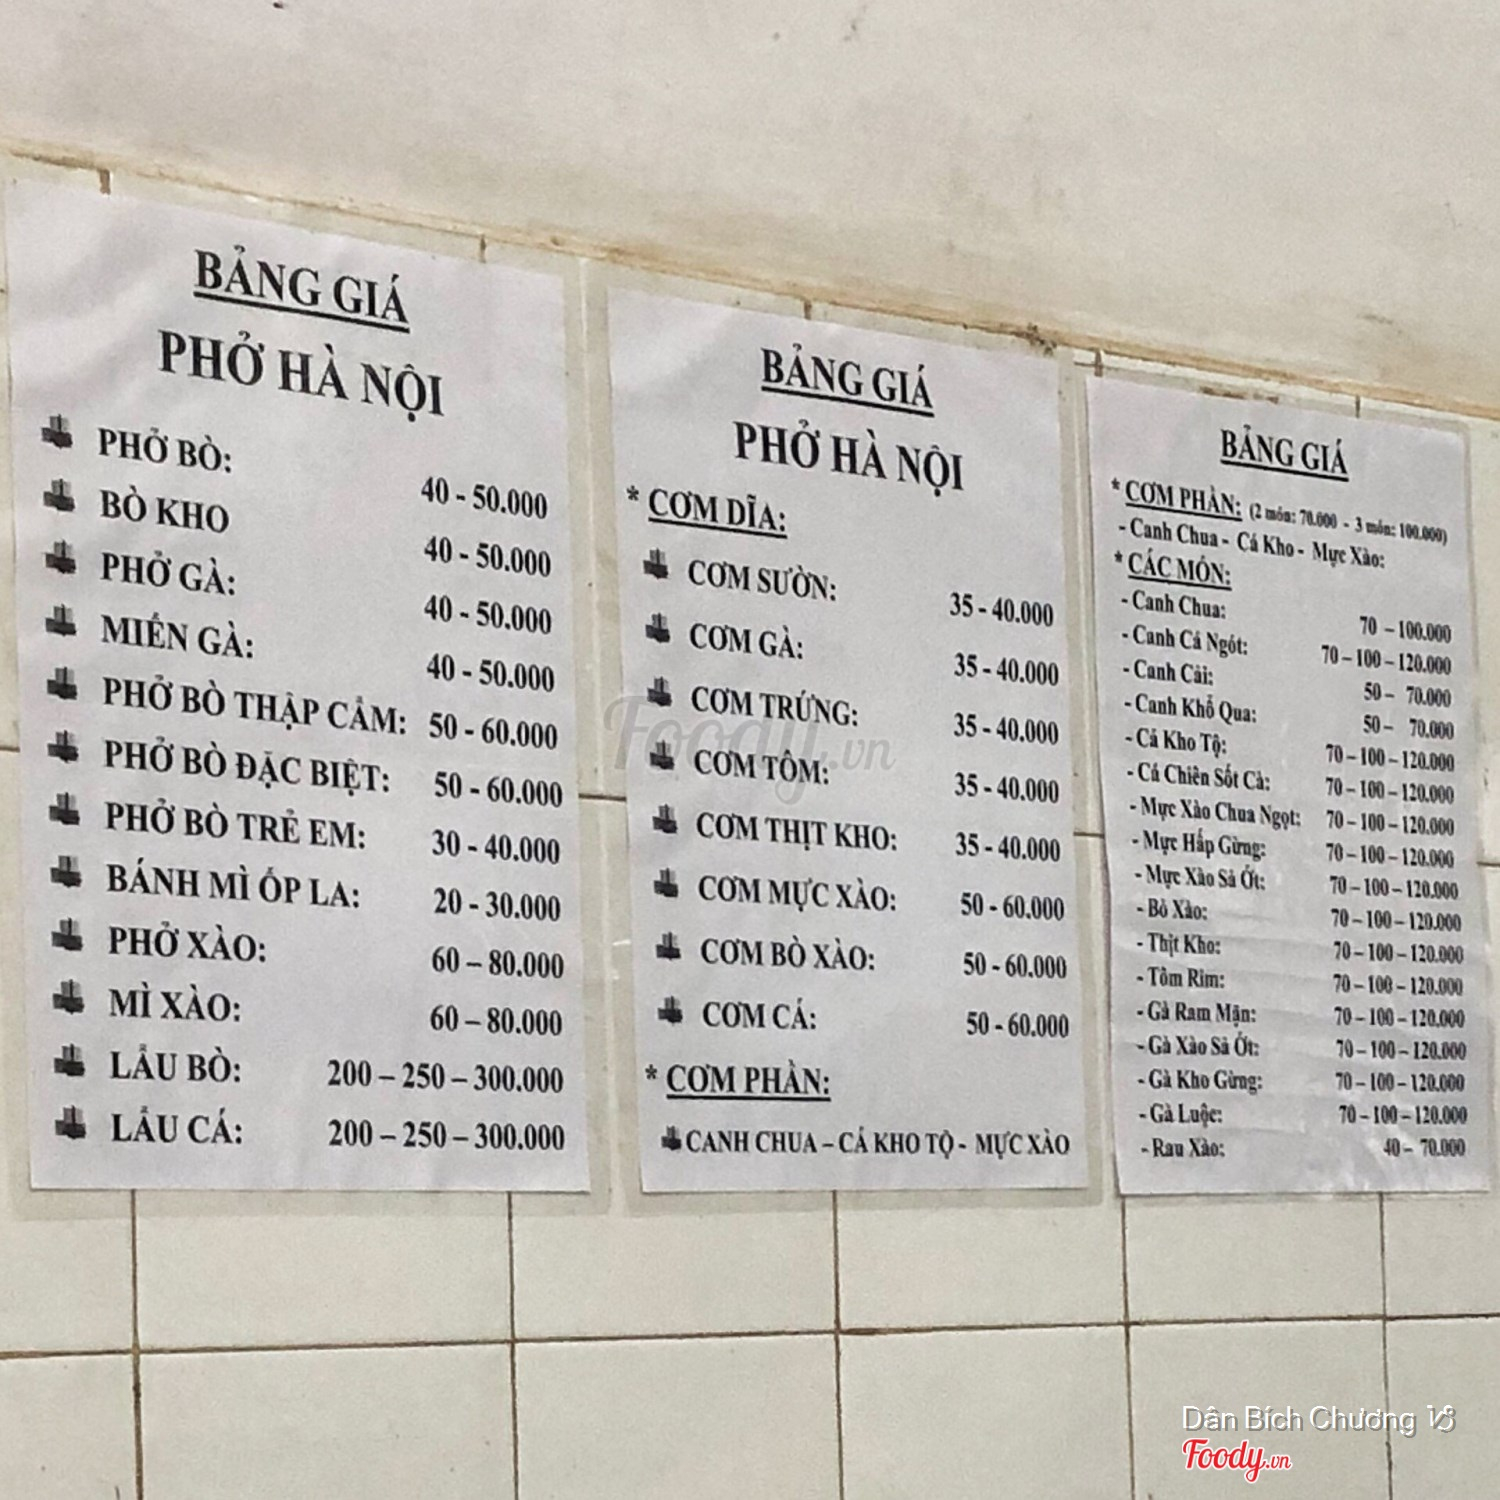 BẢNG GIÁ
PHỞ HÀ NỘI
PHỞ BÒ: 40 - 50.000
BÒ KHO 40 - 50.000
PHỞ GÀ: 40 - 50.000
MIẾN GÀ: 40 - 50.000
PHỞ BÒ THẬP CẨM: 50 - 60.000
PHỞ BÒ ĐẶC BIỆT: 50 - 60.000
PHỞ BÒ TRẺ EM: 30 - 40.000
BÁNH MÌ ỐP LA: 20 - 30.000
PHỞ XÀO: 60 – 80.000
MÌ XÀO: 60 – 80.000
LẨU BÒ: 200 – 250 – 300.000
LẨU CÁ: 200 – 250 – 300.000
BẢNG GIÁ
PHỞ HÀ NỘI
* CƠM DĨA:
CƠM SƯỜN: 35 - 40.000
CƠM GÀ: 35 - 40.000
CƠM TRỨNG: 35 - 40.000
CƠM TÔM: 35 - 40.000
CƠM THỊT KHO: 35 - 40.000
CƠM MỰC XÀO: 50 - 60.000
CƠM BÒ XÀO: 50 - 60.000
CƠM CÁ: 50 - 60.000
* CƠM PHẦN:
CANH CHUA – CÁ KHO TỘ - MỰC XÀO
BẢNG GIÁ
* CƠM PHẦN: (2 món: 70.000 - 3 món: 100.000)
- Canh Chua - Cá Kho - Mực Xào:
* CÁC MÓN:
- Canh Chua: 70 – 100.000
- Canh Cá Ngót: 70 – 100 – 120.000
- Canh Cải: 50 – 70.000
- Canh Khổ Qua: 50 – 70.000
- Cá Kho Tộ: 70 – 100 – 120.000
- Cá Chiên Sốt Cà: 70 – 100 – 120.000
- Mực Xào Chua Ngọt: 70 – 100 – 120.000
- Mực Hấp Gừng: 70 – 100 – 120.000
- Mực Xào Sả Ớt: 70 – 100 – 120.000
- Bò Xào: 70 – 100 – 120.000
- Thịt Kho: 70 – 100 – 120.000
- Tôm Rim: 70 – 100 – 120.000
- Gà Ram Mặn: 70 – 100 – 120.000
- Gà Xào Sả Ớt: 70 – 100 – 120.000
- Gà Kho Gừng: 70 – 100 – 120.000
- Gà Luộc: 70 – 100 – 120.000
- Rau Xào: 40 – 70.000
Foody.vn
Dân Bích Chương
Foody.vn